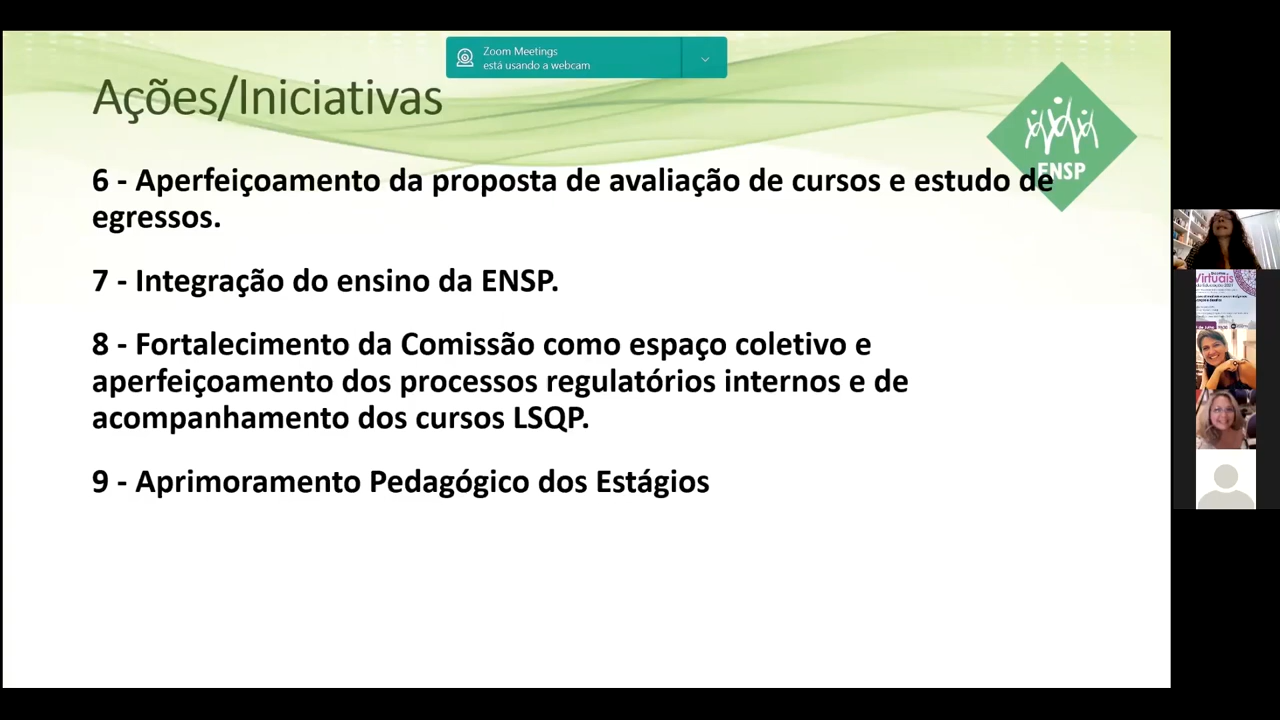 Zoom Meetings
está usando a webcam
Ações/Iniciativas
ENSP
6 - Aperfeiçoamento da proposta de avaliação de cursos e estudo de
egressos.
7 - Integração do ensino da ENSP.
8 - Fortalecimento da Comissão como espaço coletivo e
aperfeiçoamento dos processos regulatórios internos e de
acompanhamento dos cursos LSQP.
9 - Aprimoramento Pedagógico dos Estágios
Virtuais